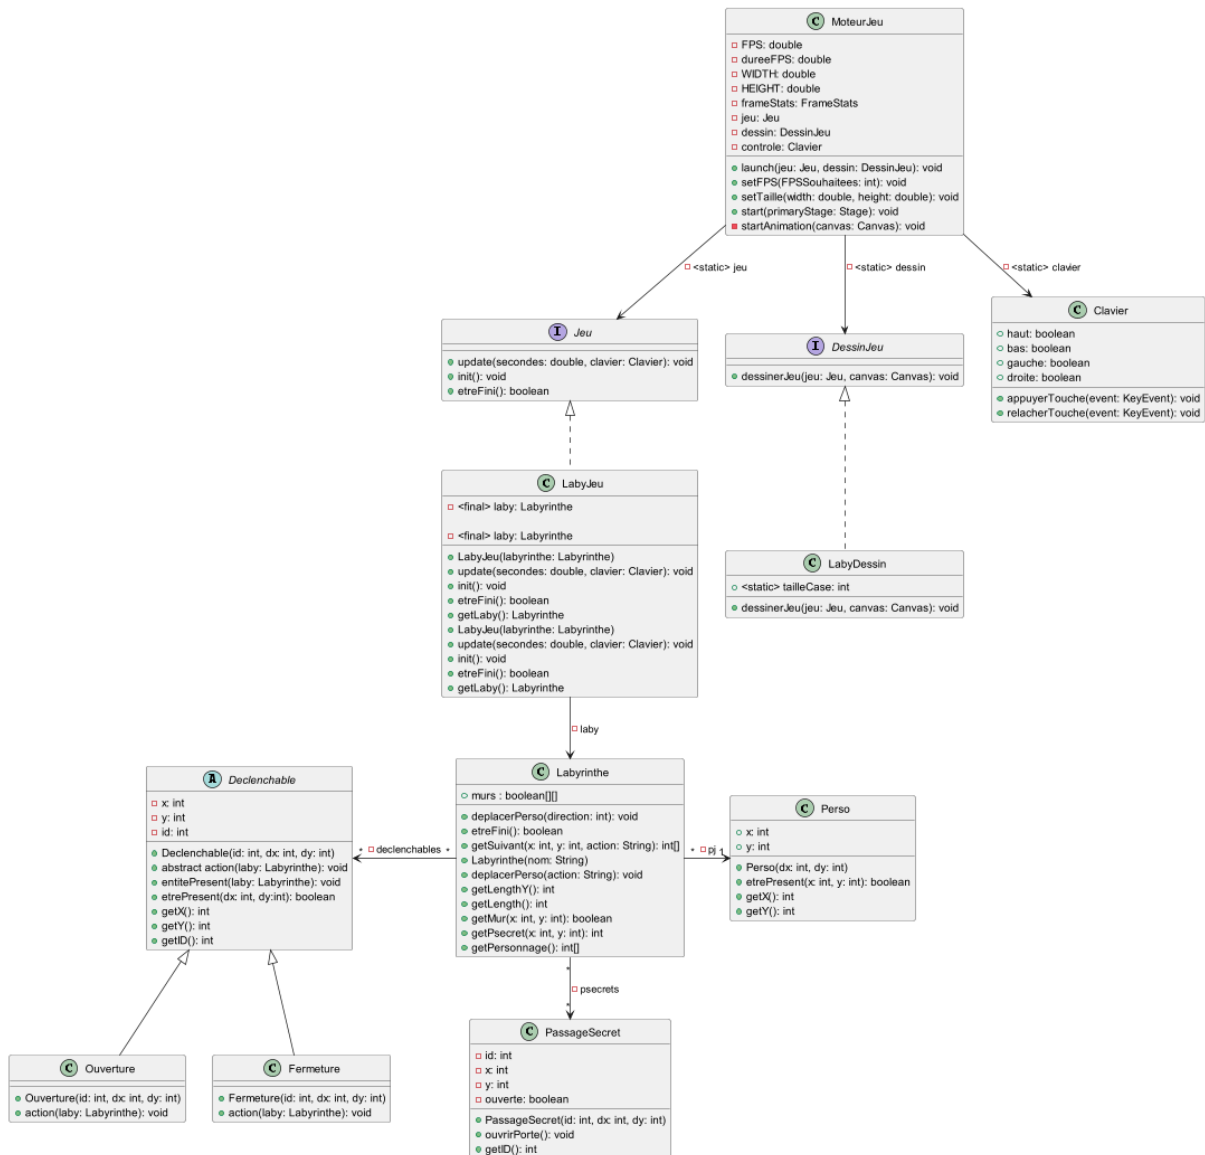 C MoteurJeu
FPS: double
dureeFPS: double
WIDTH: double
HEIGHT: double
frameStats: FrameStats
jeu: Jeu
dessin: DessinJeu
controle: Clavier
launch(jeu: Jeu, dessin: DessinJeu): void
setFPS(FPSSouhaitees: int): void
setTaille(width: double, height: double): void
start(primaryStage: Stage): void
startAnimation(canvas: Canvas): void
<static> jeu
<static> dessin
<static> clavier
I Jeu
update(secondes: double, clavier: Clavier): void
init(): void
etreFini(): boolean
I DessinJeu
dessinerJeu(jeu: Jeu, canvas: Canvas): void
C Clavier
haut: boolean
bas: boolean
gauche: boolean
droite: boolean
appuyerTouche(event: KeyEvent): void
relacherTouche(event: KeyEvent): void
C LabyJeu
<final> laby: Labyrinthe
<final> laby: Labyrinthe
LabyJeu(labyrinthe: Labyrinthe)
update(secondes: double, clavier: Clavier): void
init(): void
etreFini(): boolean
getLaby(): Labyrinthe
LabyJeu(labyrinthe: Labyrinthe)
update(secondes: double, clavier: Clavier): void
init(): void
etreFini(): boolean
getLaby(): Labyrinthe
C LabyDessin
<static> tailleCase: int
dessinerJeu(jeu: Jeu, canvas: Canvas): void
laby
A Declenchable
x: int
y: int
id: int
Declenchable(id: int, dx: int, dy: int)
abstract action(laby: Labyrinthe): void
entitePresent(laby: Labyrinthe): void
etrePresent(dx: int, dy:int): boolean
getX(): int
getY(): int
getID(): int
* declenchables *
C Labyrinthe
murs : boolean[][]
deplacerPerso(direction: int): void
etreFini(): boolean
getSuivant(x: int, y: int, action: String): int[]
Labyrinthe(nom: String)
deplacerPerso(action: String): void
getLengthY(): int
getLength(): int
getMur(x: int, y: int): boolean
getPsecret(x: int, y: int): int
getPersonnage(): int[]
* pj 1
C Perso
x: int
y: int
Perso(dx: int, dy: int)
etrePresent(x: int, y: int): boolean
getX(): int
getY(): int
*
psecrets
*
C Ouverture
Ouverture(id: int, dx: int, dy: int)
action(laby: Labyrinthe): void
C Fermeture
Fermeture(id: int, dx: int, dy: int)
action(laby: Labyrinthe): void
C PassageSecret
id: int
x: int
y: int
ouverte: boolean
PassageSecret(id: int, dx: int, dy: int)
ouvrirPorte(): void
getID(): int